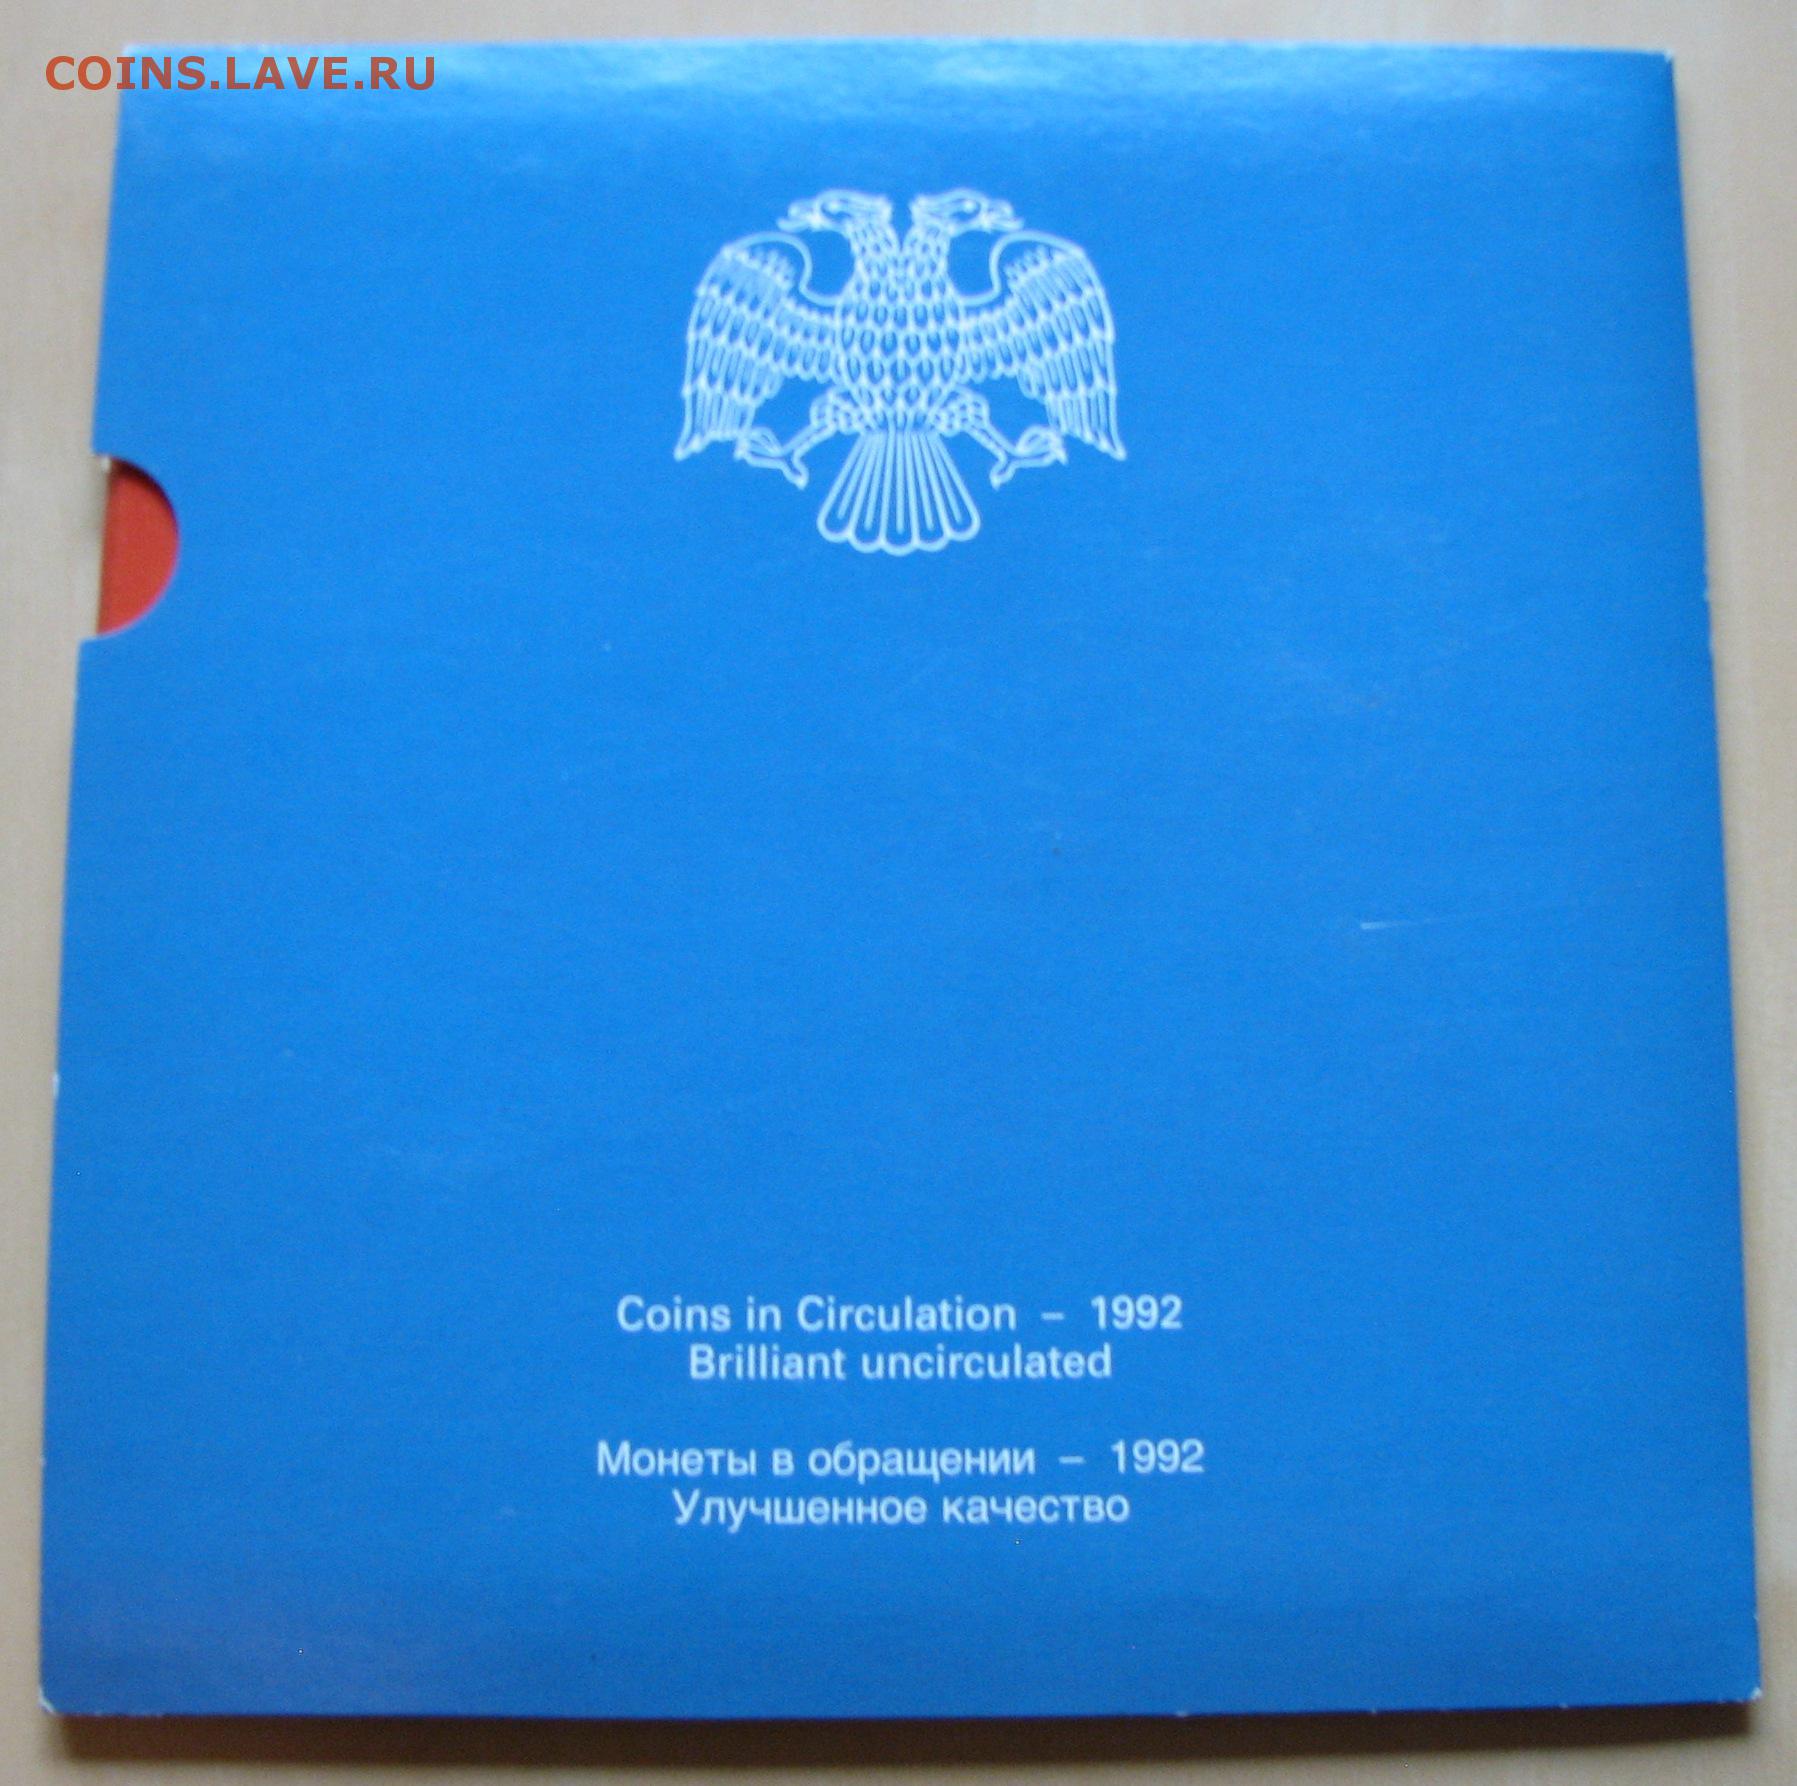 COINS.LAVE.RU
Coins in Circulation – 1992
Brilliant uncirculated
Монеты в обращении – 1992
Улучшенное качество